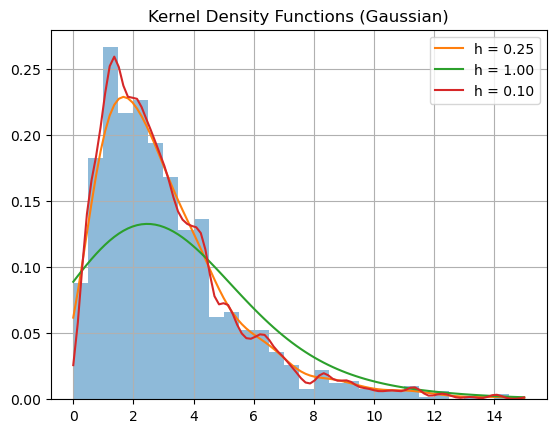 Kernel Density Functions (Gaussian)
h = 0.25
h = 1.00
h = 0.10
0.25
0.20
0.15
0.10
0.05
0.00
0 2 4 6 8 10 12 14